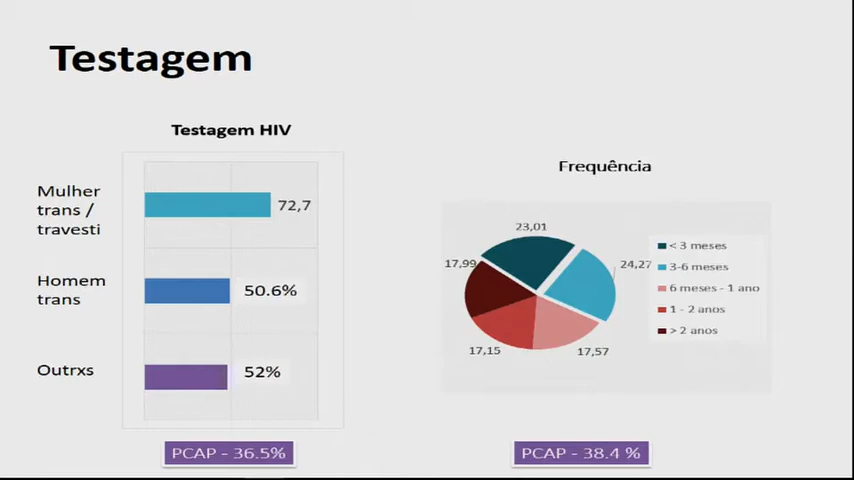 Testagem
Testagem HIV
Mulher
trans /
travesti
72,7
Homem
trans
50.6%
Outrxs
52%
PCAP - 36.5%
Frequência
23,01
24,27
17,57
17,15
17,99
< 3 meses
3-6 meses
6 meses - 1 ano
1 - 2 anos
> 2 anos
PCAP - 38.4 %